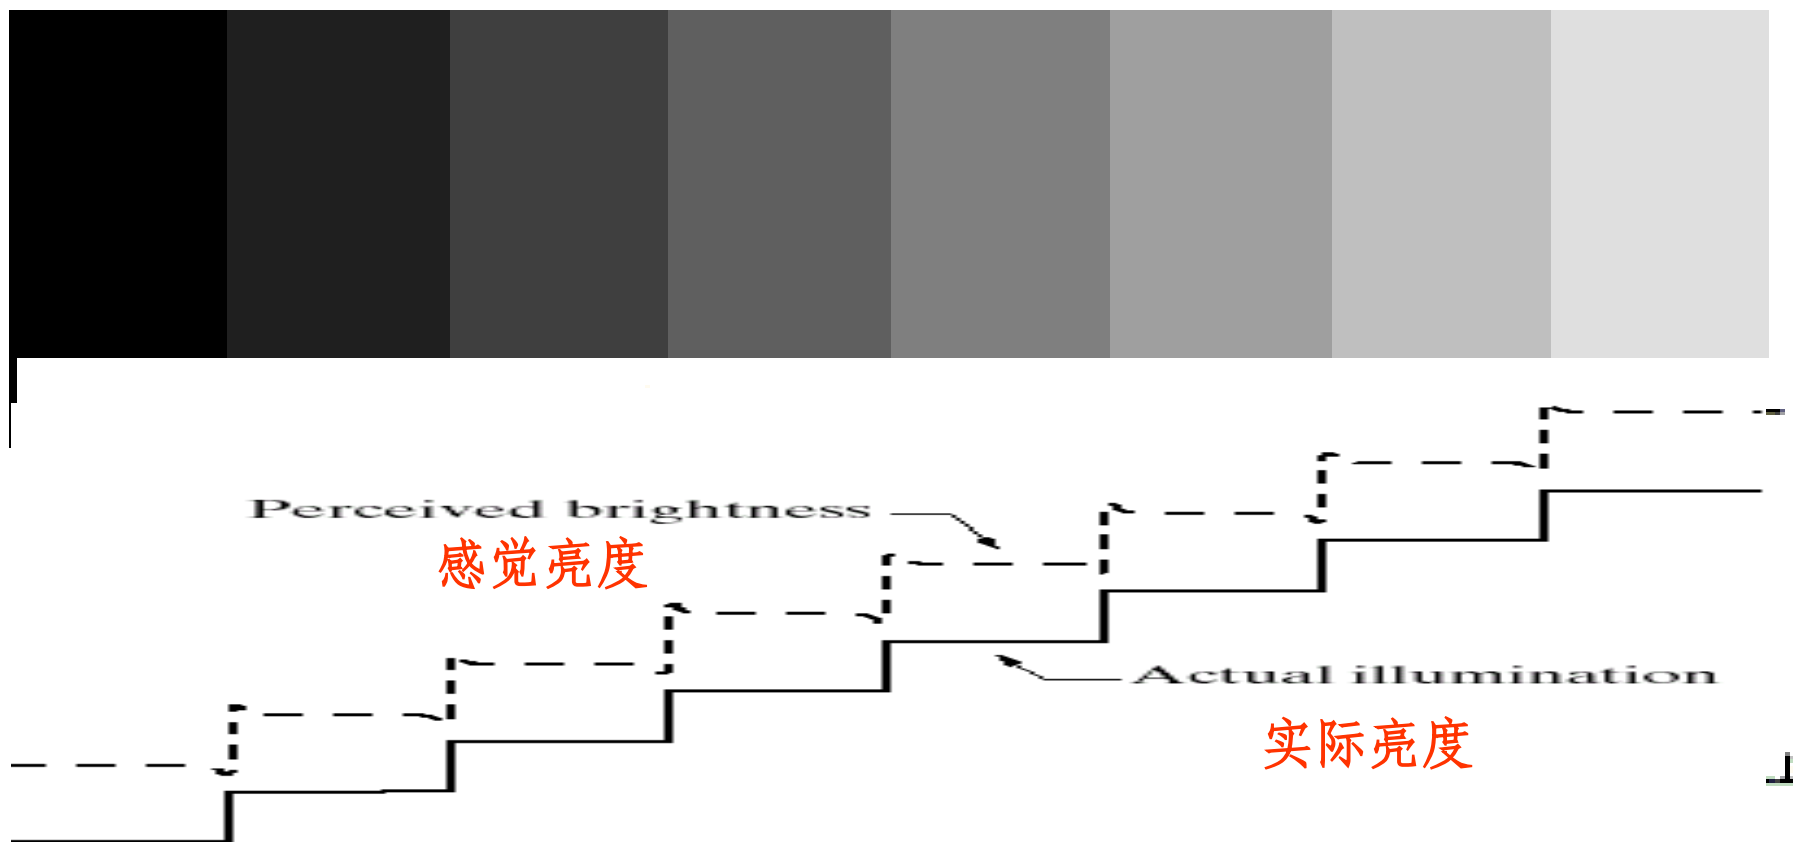 Perceived brightness
感觉亮度
Actual illumination
实际亮度